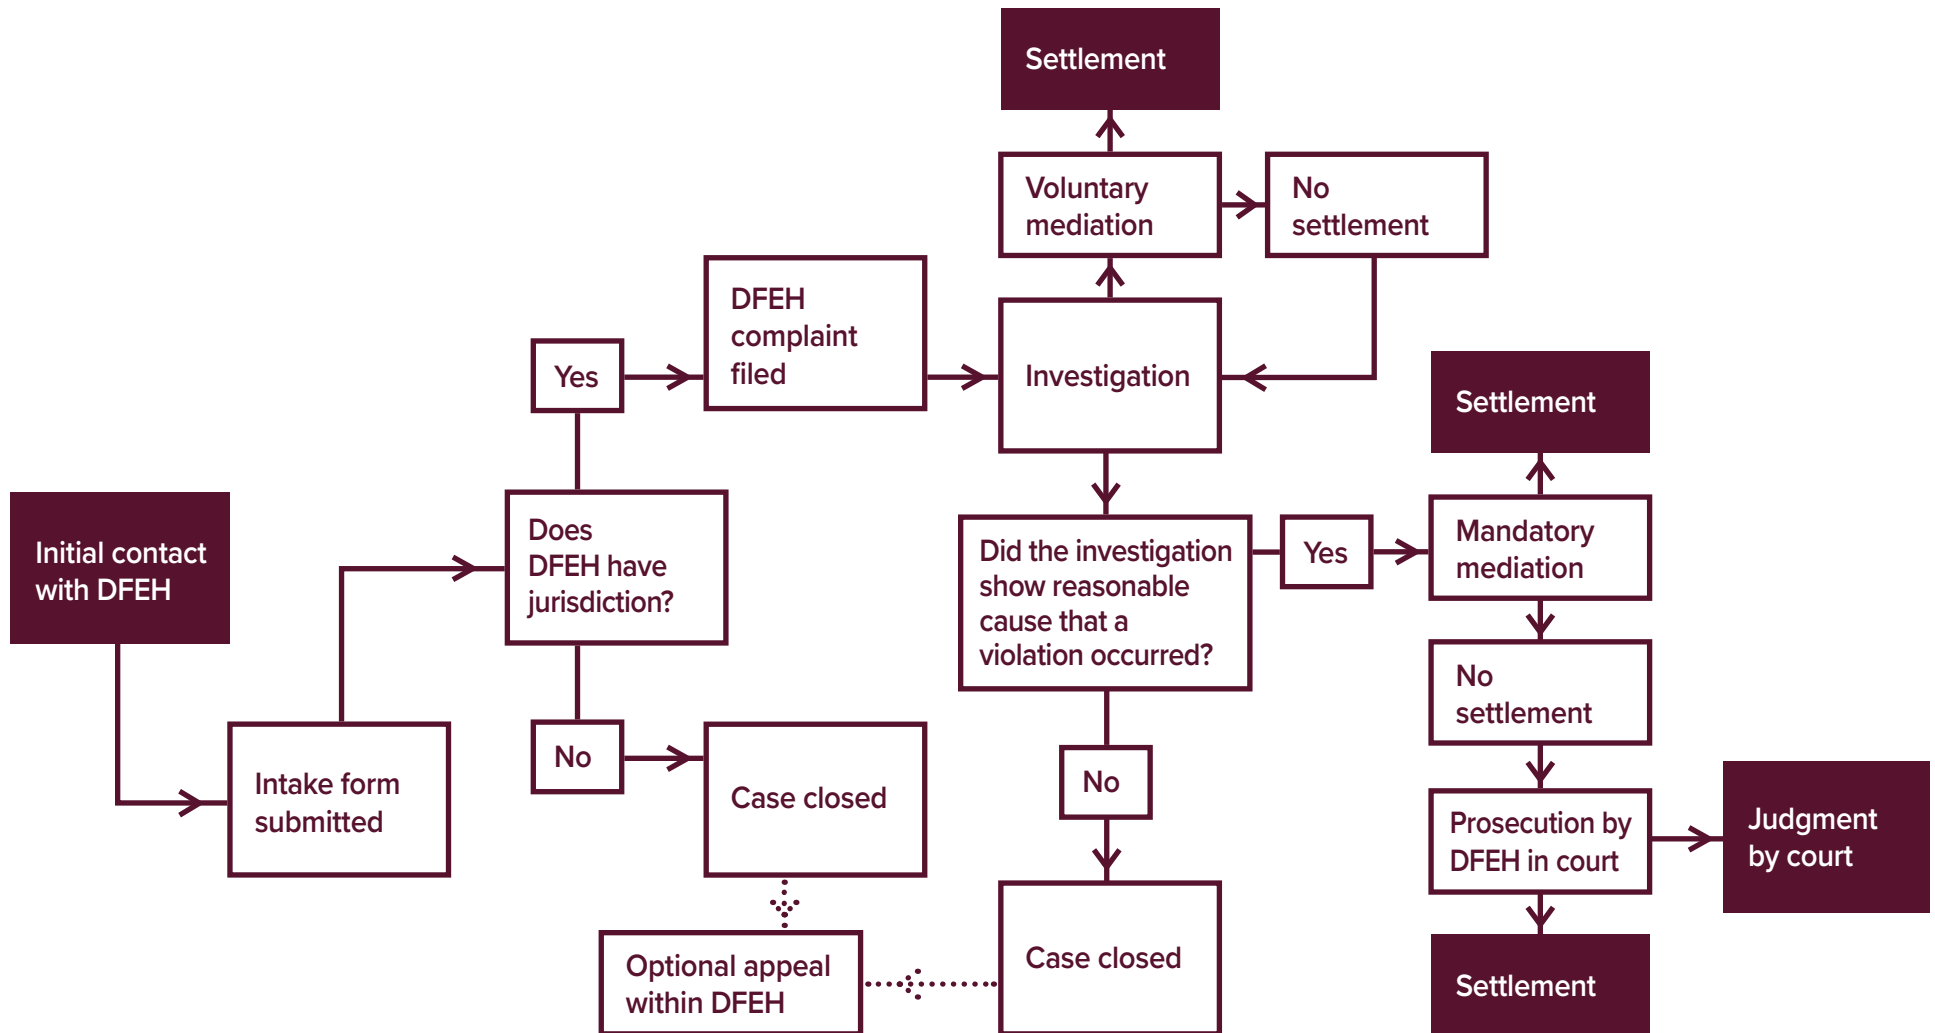 Settlement
Voluntary
mediation
No
settlement
DFEH
complaint
filed
Yes
Investigation
Settlement
Initial contact
with DFEH
Does
DFEH have
jurisdiction?
Did the investigation
show reasonable
cause that a
violation occurred?
Yes
Mandatory
mediation
No
settlement
Intake form
submitted
No
Case closed
No
Prosecution by
DFEH in court
Judgment
by court
Optional appeal
within DFEH
Case closed
Settlement